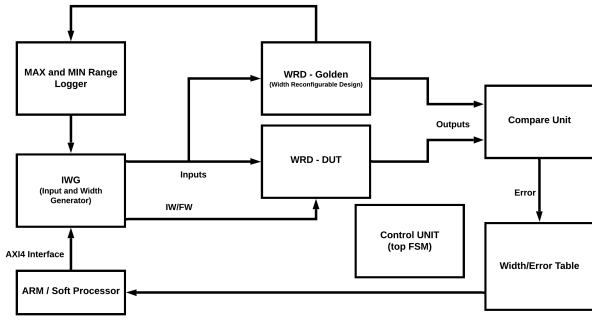 MAX and MIN Range
Logger
WRD - Golden
(Width Reconfigurable Design)
Compare Unit
Outputs
WRD - DUT
IWG
(Input and Width
Generator)
Inputs
IW/FW
Error
Control UNIT
(top FSM)
Width/Error Table
AXI4 Interface
ARM / Soft Processor